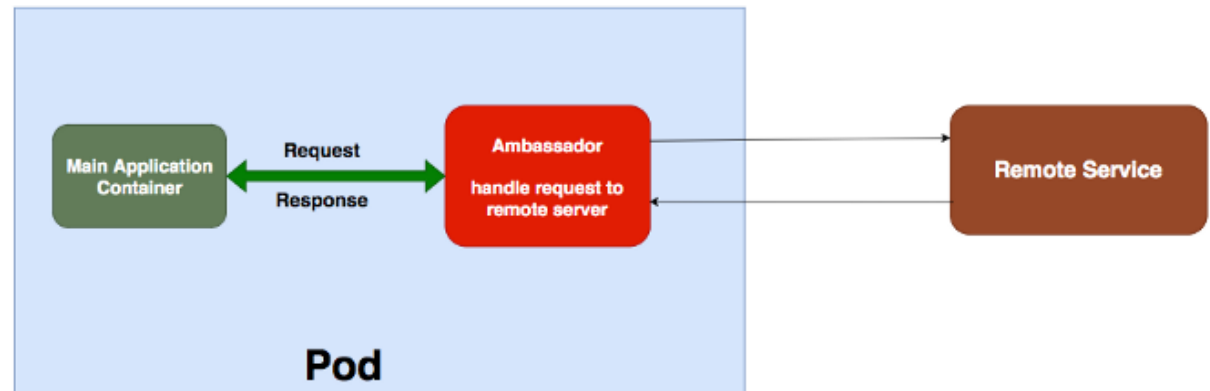 Main Application
Container
Request
Response
Ambassador
handle request to
remote server
Remote Service
Pod